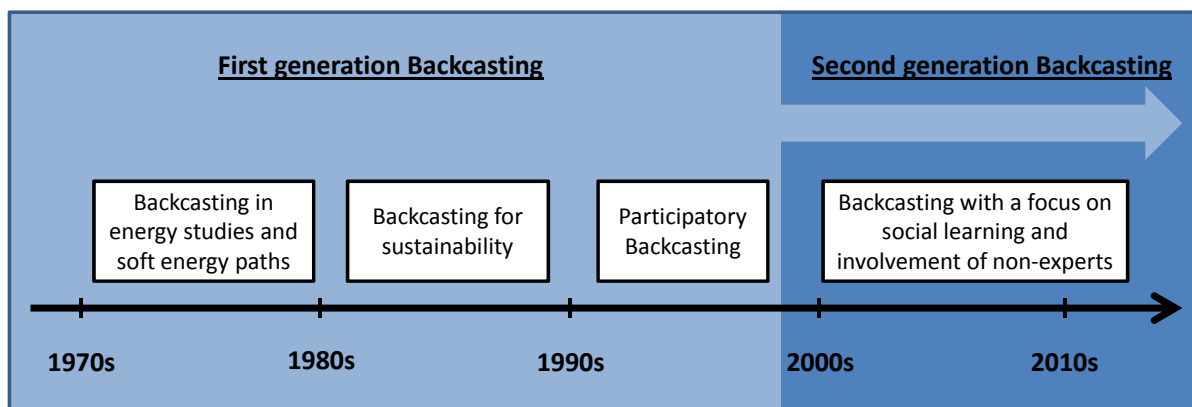 First generation Backcasting
Second generation Backcasting
Backcasting in
energy studies and
soft energy paths
Backcasting for
sustainability
Participatory
Backcasting
Backcasting with a focus on
social learning and
involvement of non-experts
1970s
1980s
1990s
2000s
2010s